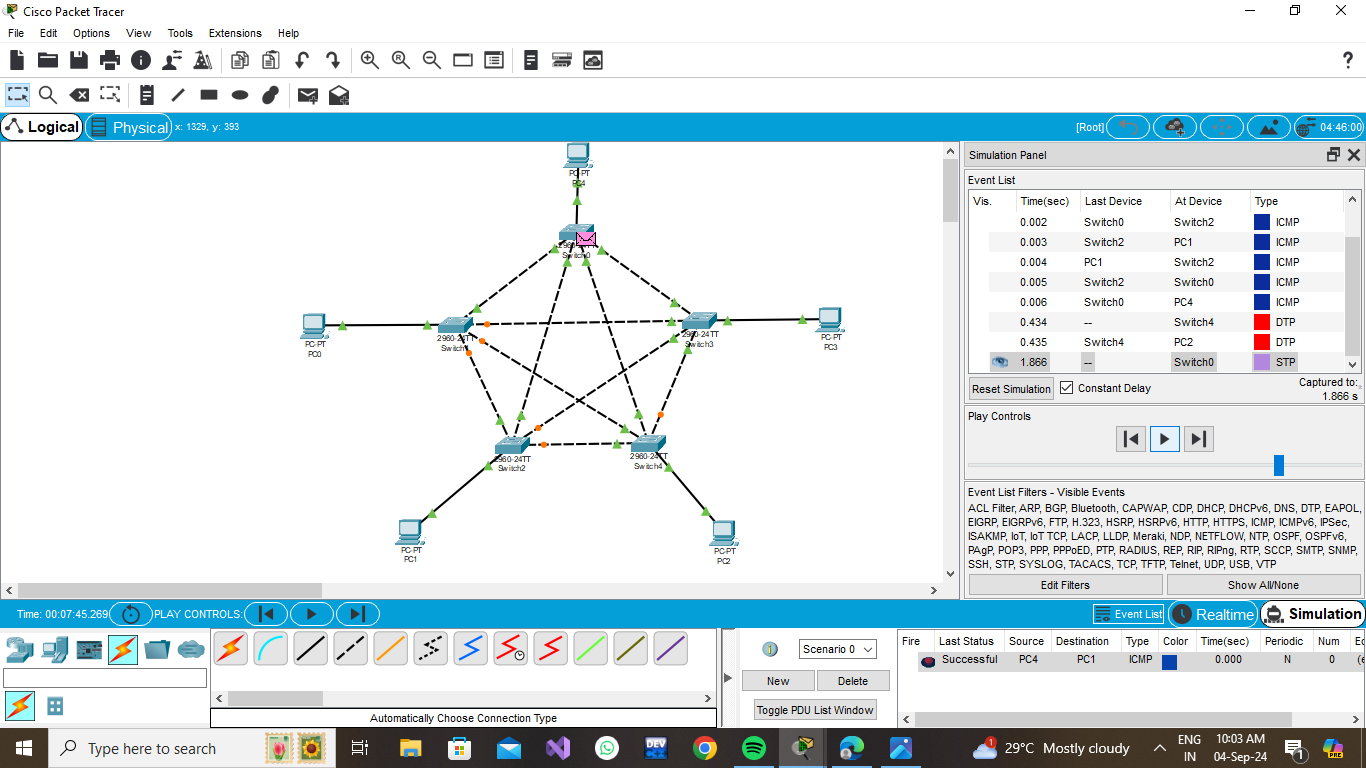 Cisco Packet Tracer
File Edit Options View Tools Extensions Help
Logical Physical x: 1329, y: 393 [Root] 04:46:00
PC-PT
PC4
2960-24TT
Switch0
PC-PT
PC0
2960-24TT
2960-24TT
Switch3
PC-PT
PC3
2960-24TT
Switch2
2960-24TT
Switch4
PC-PT
PC1
PC-PT
PC2
Simulation Panel
Event List
Vis. Time(sec) Last Device At Device Type
0.002 Switch0 Switch2 ICMP
0.003 Switch2 PC1 ICMP
0.004 PC1 Switch2 ICMP
0.005 Switch2 Switch0 ICMP
0.006 Switch0 PC4 ICMP
0.434 -- Switch4 DTP
0.435 Switch4 PC2 DTP
1.866 -- Switch0 STP
Reset Simulation Constant Delay Captured to:
1.866 s
Play Controls
Event List Filters - Visible Events
ACL Filter, ARP, BGP, Bluetooth, CAPWAP, CDP, DHCP, DHCPv6, DNS, DTP, EAPOL,
EIGRP, EIGRPv6, FTP, H.323, HSRP, HSRPv6, HTTP, HTTPS, ICMP, ICMPv6, IPSec,
ISAKMP, IoT, IoT TCP, LACP, LLDP, Meraki, NDP, NETFLOW, NTP, OSPF, OSPFv6,
PAgP, POP3, PPP, PPPoED, PTP, RADIUS, REP, RIP, RIPng, RTP, SCCP, SMTP, SNMP,
SSH, STP, SYSLOG, TACACS, TCP, TFTP, Telnet, UDP, USB, VTP
Edit Filters Show All/None
Time: 00:07:45.269 PLAY CONTROLS: Event List Realtime Simulation
Scenario 0
New Delete
Toggle PDU List Window
Fire Last Status Source Destination Type Color Time(sec) Periodic Num Ec
Successful PC4 PC1 ICMP 0.000 N 0 (e
Automatically Choose Connection Type
Type here to search DEV 29°C Mostly cloudy ENG
IN 10:03 AM
04-Sep-24 1 PRE